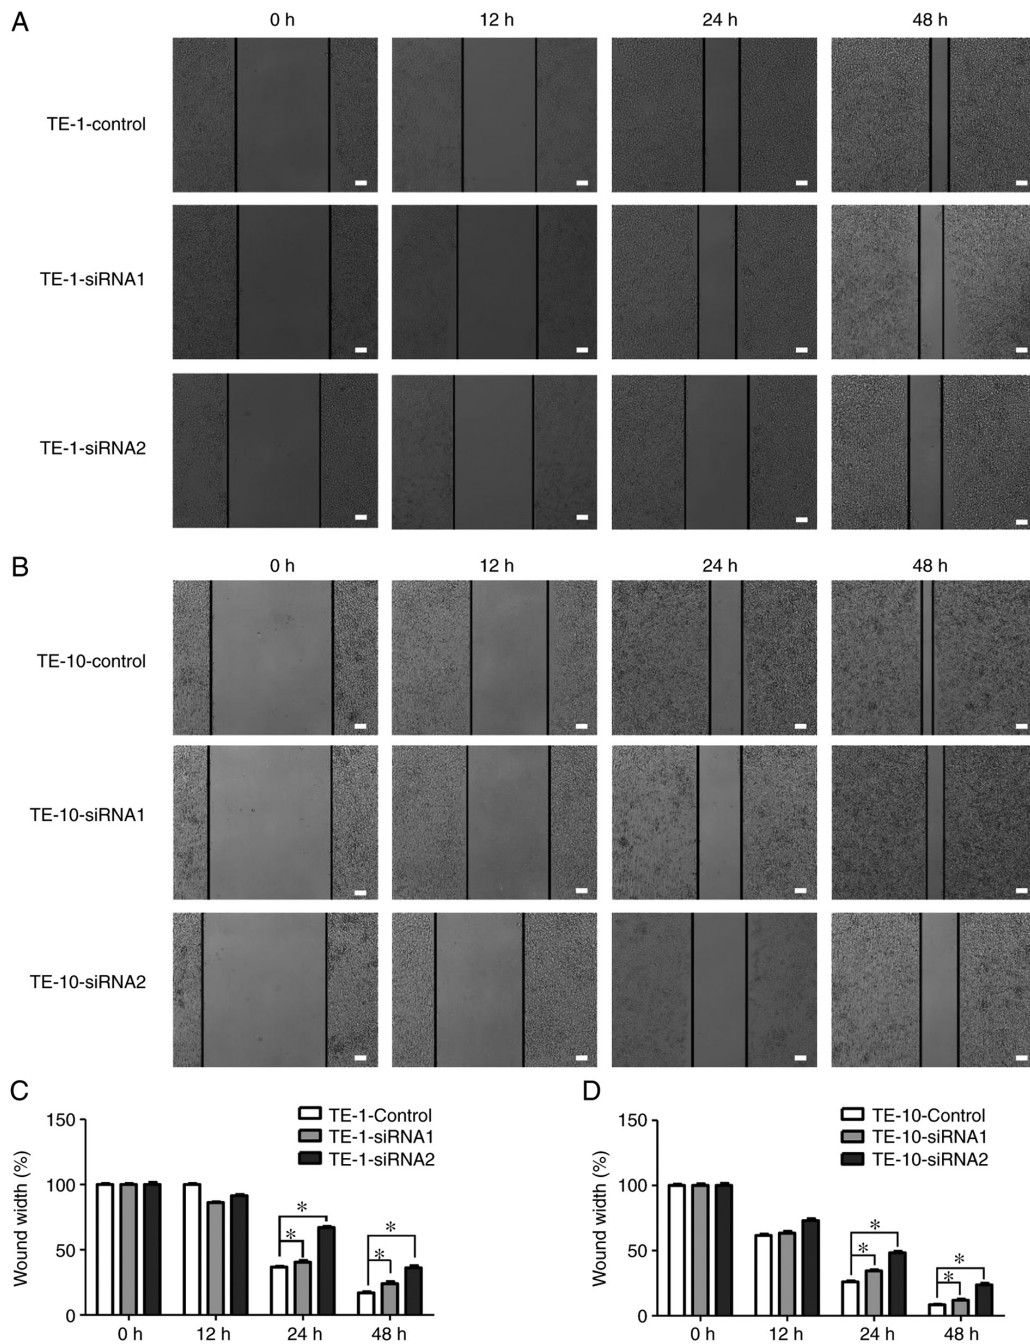 A
0 h 12 h 24 h 48 h
TE-1-control
TE-1-siRNA1
TE-1-siRNA2
B
0 h 12 h 24 h 48 h
TE-10-control
TE-10-siRNA1
TE-10-siRNA2
C
Wound width (%)
150
100
50
0
TE-1-Control
TE-1-siRNA1
TE-1-siRNA2
* * * *
0 h 12 h 24 h 48 h
D
Wound width (%)
150
100
50
0
TE-10-Control
TE-10-siRNA1
TE-10-siRNA2
* * * *
0 h 12 h 24 h 48 h